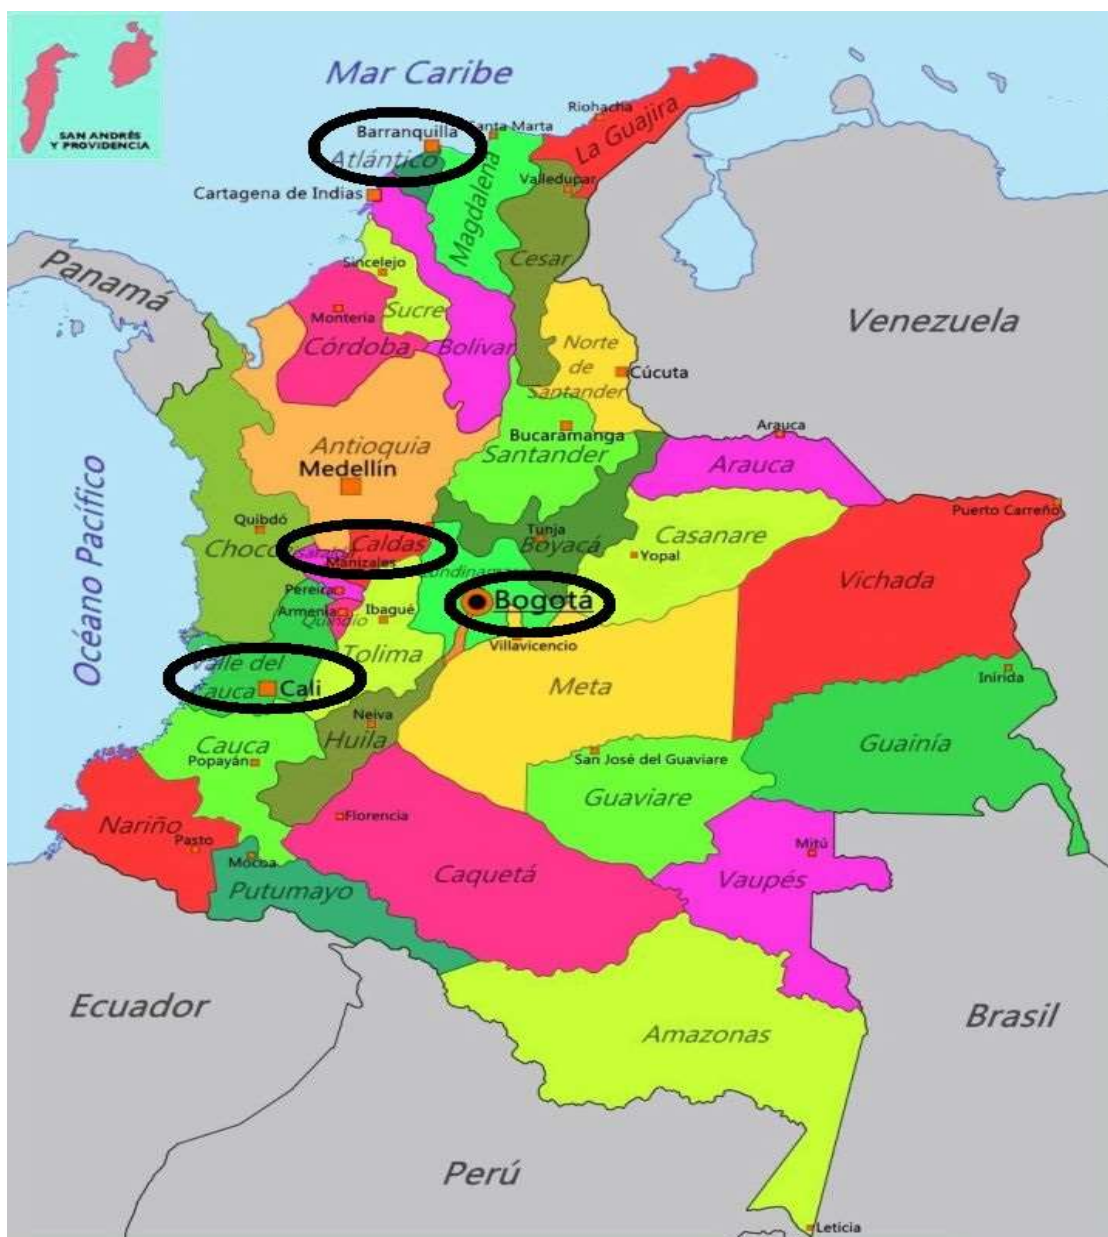 Mar Caribe
SAN ANDRÉS
Y PROVIDENCIA
Riohacha
La Guajira
Barranquilla
Santa Marta
Atlántico
Cartagena de Indias
Valledupar
Magdalena
Cesar
Panamá
Sincelejo
Sucre
Montería
Córdoba
Bolívar
Venezuela
Norte
de
Santander
Cúcuta
Antioquia
Bucaramanga
Santander
Arauca
Arauca
Medellín
Océano Pacífico
Puerto Carreño
Quibdó
Chocó
Caldas
Tunja
Boyacá
Casanare
Yopal
Manizales
Vichada
Pereira
Bogotá
Armenia
Ibagué
Quindío
Villavicencio
Tolima
Valle del
Cauca
Cali
Meta
Inírida
Neiva
Huila
Cauca
Popayán
San José del Guaviare
Guainía
Guaviare
Nariño
Pasto
Florencia
Mitú
Mocoa
Putumayo
Caquetá
Vaupés
Ecuador
Amazonas
Brasil
Perú
Leticia